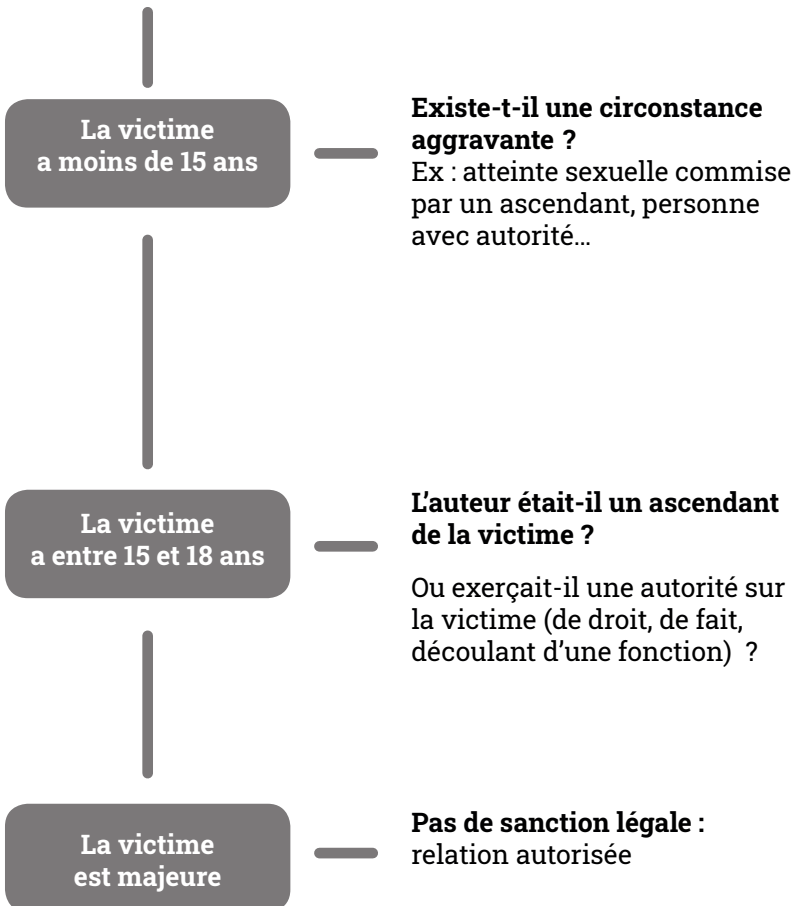 La victime
a moins de 15 ans
Existe-t-il une circonstance
aggravante ?
Ex : atteinte sexuelle commise
par un ascendant, personne
avec autorité…
La victime
a entre 15 et 18 ans
L’auteur était-il un ascendant
de la victime ?
Ou exerçait-il une autorité sur
la victime (de droit, de fait,
découlant d’une fonction)  ?
La victime
est majeure
Pas de sanction légale :
relation autorisée